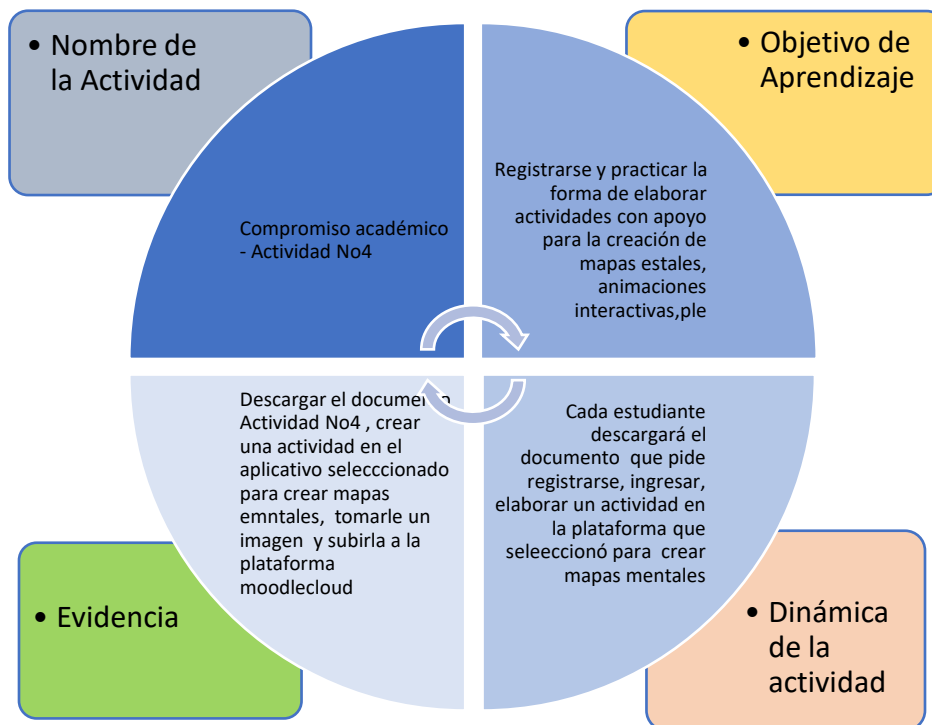 • Nombre de
la Actividad
• Objetivo de
Aprendizaje
Compromiso académico
- Actividad No4
Registrarse y practicar la
forma de elaborar
actividades con apoyo
para la creación de
mapas estales,
animaciones
interactivas,ple
Descargar el documento
Actividad No4 , crear
una actividad en el
aplicativo selecccionado
para crear mapas
emntales, tomarle un
imagen y subirla a la
plataforma
moodlecloud
Cada estudiante
descargará el
documento que pide
registrarse, ingresar,
elaborar un actividad en
la plataforma que
seleeccionó para crear
mapas mentales
• Evidencia
• Dinámica
de la
actividad